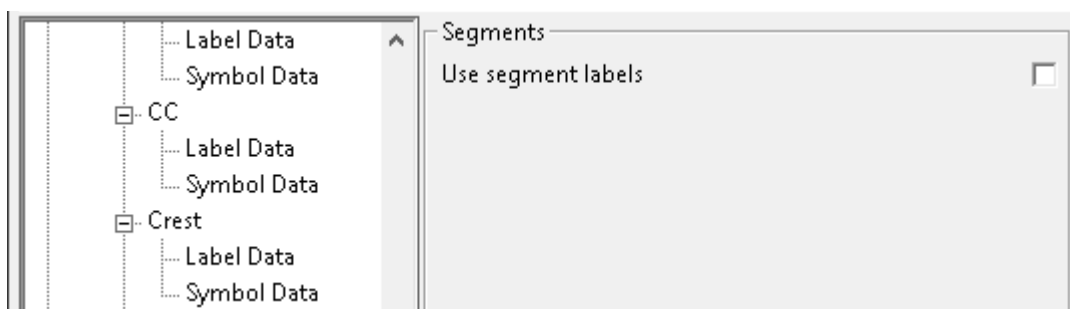 Label Data
Symbol Data
CC
Label Data
Symbol Data
Crest
Label Data
Symbol Data
Segments
Use segment labels